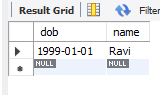 Result Grid Filter
dob name
1999-01-01 Ravi
NULL NULL